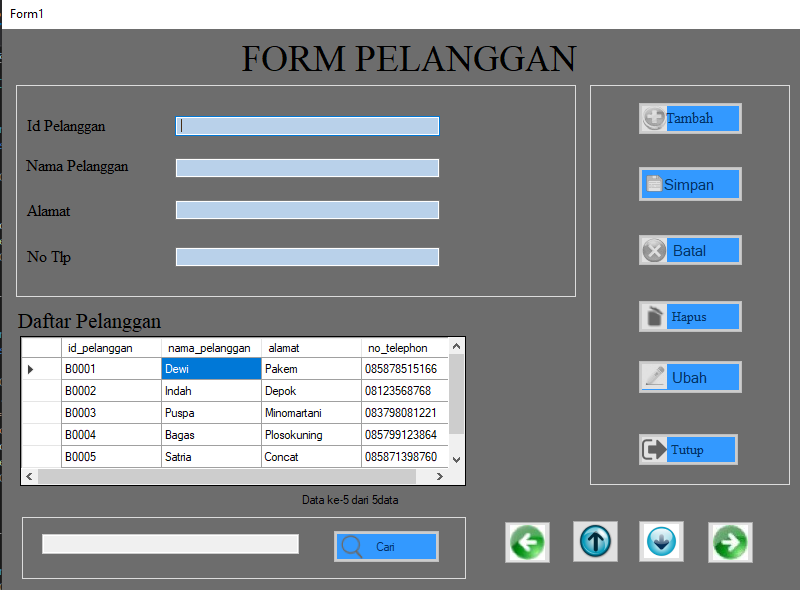 Form1
FORM PELANGGAN
Id Pelanggan
Nama Pelanggan
Alamat
No Tlp
Tambah
Simpan
Batal
Hapus
Ubah
Tutup
Daftar Pelanggan
id_pelanggan nama_pelanggan alamat no_telephon
B0001 Dewi Pakem 085878515166
B0002 Indah Depok 08123568768
B0003 Puspa Minomartani 083798081221
B0004 Bagas Plosokuning 085799123864
B0005 Satria Concat 085871398760
Data ke-5 dari 5data
Cari